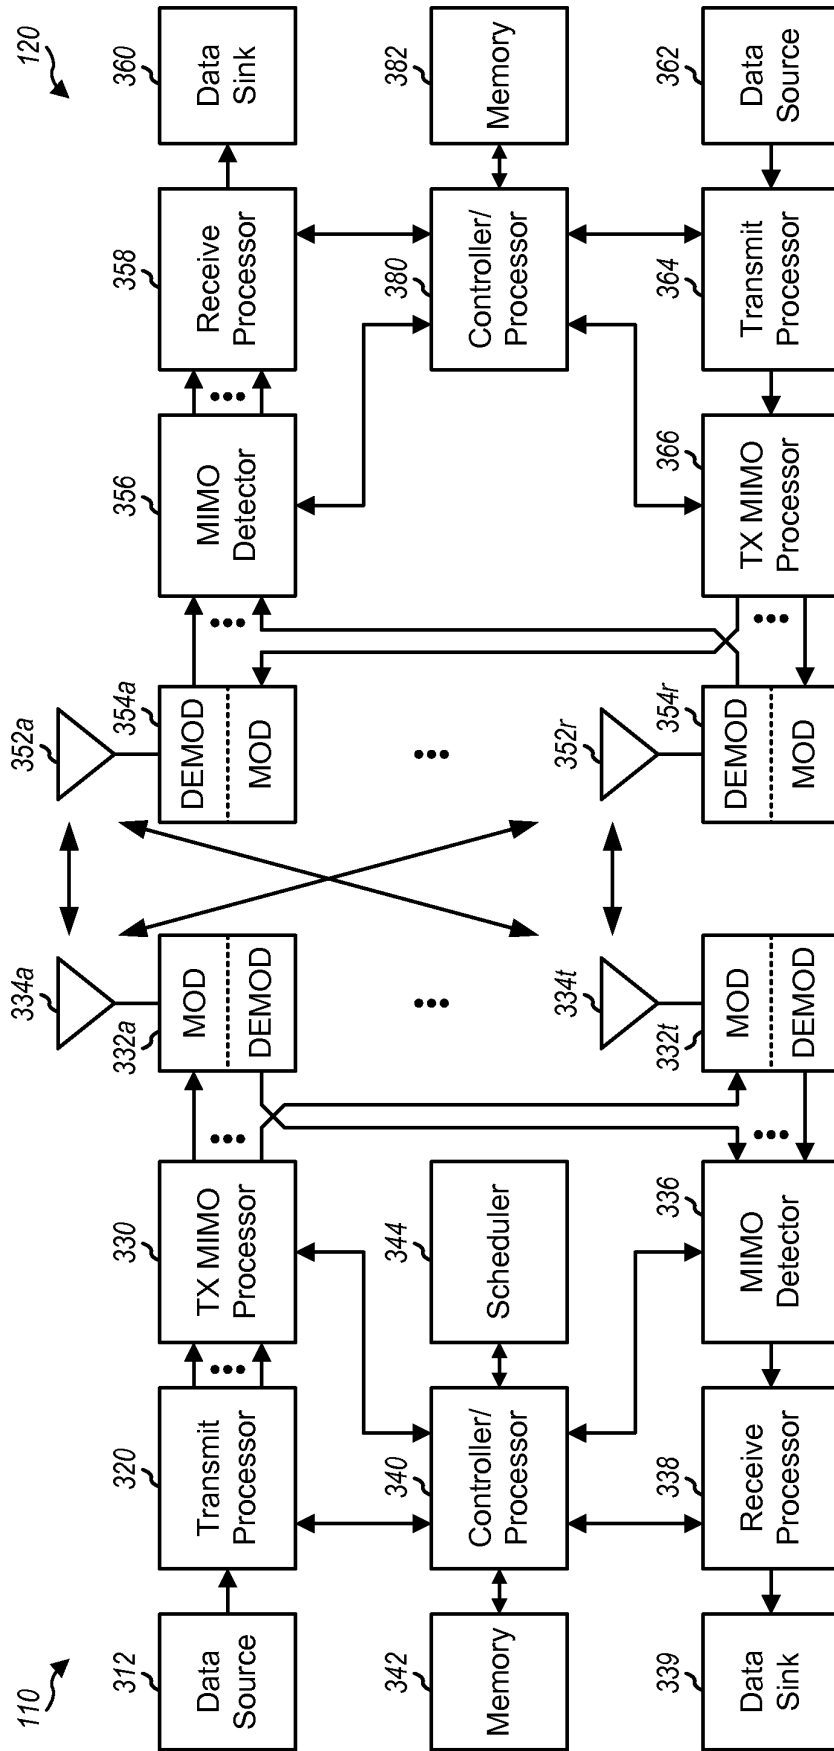 110
312
Data
Source
320
Transmit
Processor
330
TX MIMO
Processor
332a
MOD
DEMOD
334a
342
Memory
340
Controller/
Processor
344
Scheduler
339
Data
Sink
338
Receive
Processor
336
MIMO
Detector
332t
MOD
DEMOD
334t
120
352a
354a
DEMOD
MOD
356
MIMO
Detector
358
Receive
Processor
360
Data
Sink
380
Controller/
Processor
382
Memory
352r
354r
DEMOD
MOD
366
TX MIMO
Processor
364
Transmit
Processor
362
Data
Source